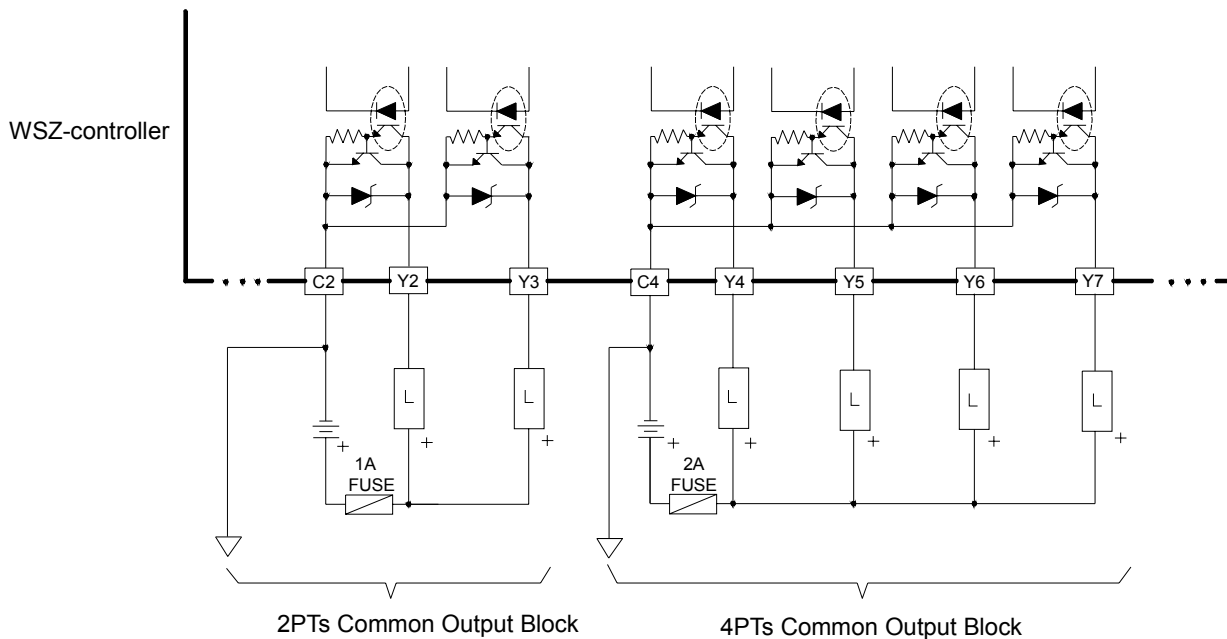 WSZ-controller
C2 Y2 Y3 C4 Y4 Y5 Y6 Y7
L L L L L L
+ + + + + + + +
1A
FUSE
2A
FUSE
2PTs Common Output Block
4PTs Common Output Block